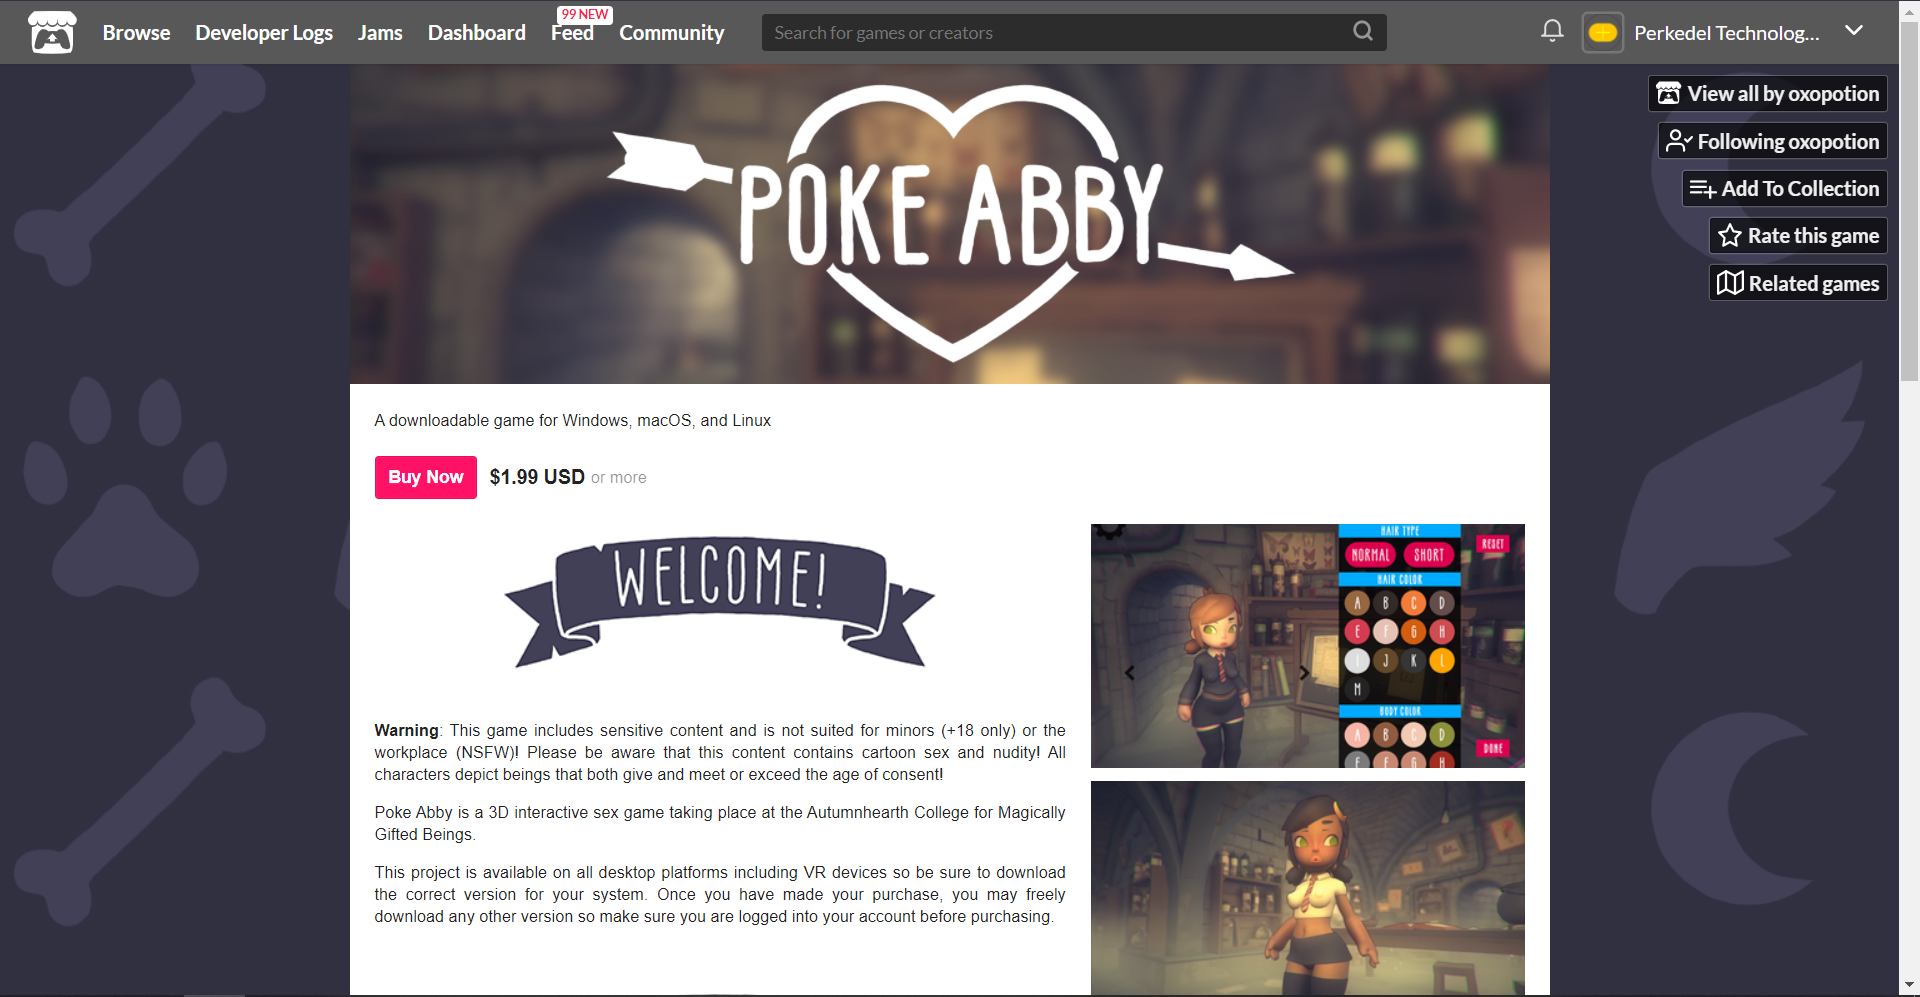 Browse
Developer Logs
Jams
Dashboard
99 NEW
Feed
Community
Search for games or creators
Perkedel Technolog...
View all by oxopotion
Following oxopotion
Add To Collection
Rate this game
Related games
POKE ABBY
A downloadable game for Windows, macOS, and Linux
Buy Now
$1.99 USD or more
WELCOME!
Warning: This game includes sensitive content and is not suited for minors (+18 only) or the
workplace (NSFW)! Please be aware that this content contains cartoon sex and nudity! All
characters depict beings that both give and meet or exceed the age of consent!
Poke Abby is a 3D interactive sex game taking place at the Autumnhearth College for Magically
Gifted Beings.
This project is available on all desktop platforms including VR devices so be sure to download
the correct version for your system. Once you have made your purchase, you may freely
download any other version so make sure you are logged into your account before purchasing.
HAIR TYPE
NORMAL SHORT
RESET
HAIR COLOR
A B C D
E F G H
I J K L
M
BODY COLOR
A B C D
DONE
E F G H